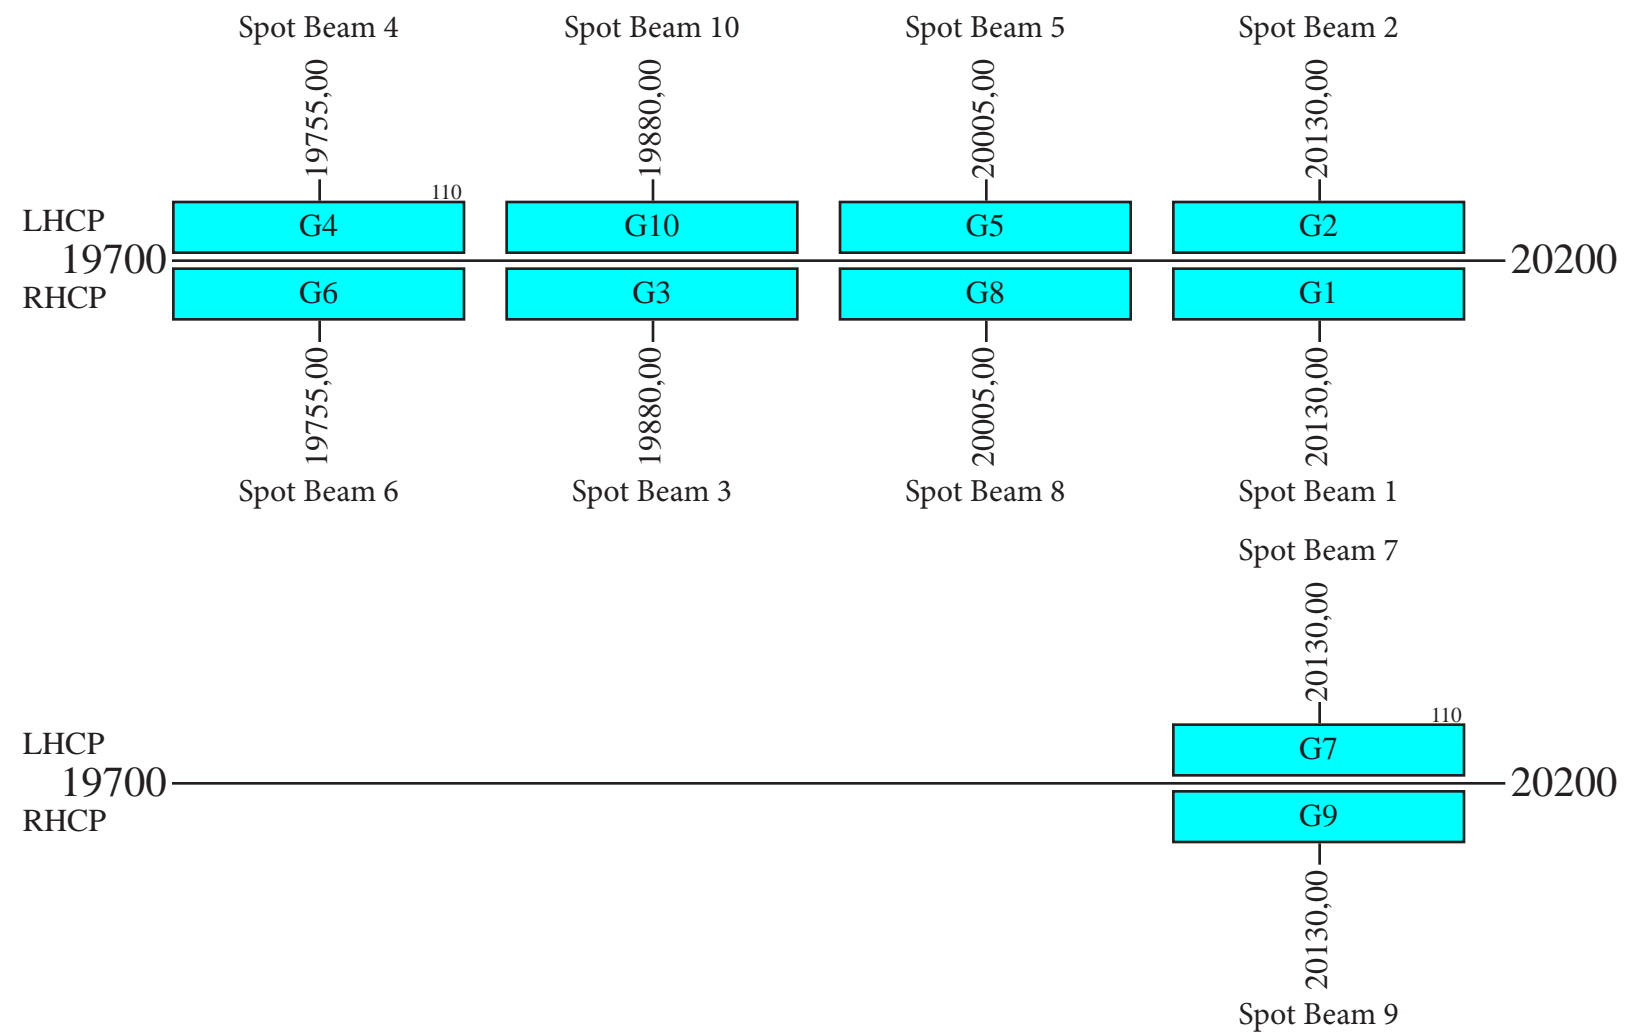 Spot Beam 4 Spot Beam 10 Spot Beam 5 Spot Beam 2
19755,00 19880,00 20005,00 20130,00
110
LHCP G4 G10 G5 G2
19700 20200
RHCP G6 G3 G8 G1
19755,00 19880,00 20005,00 20130,00
Spot Beam 6 Spot Beam 3 Spot Beam 8 Spot Beam 1
Spot Beam 7
20130,00
110
LHCP G7
19700 20200
RHCP G9
20130,00
Spot Beam 9